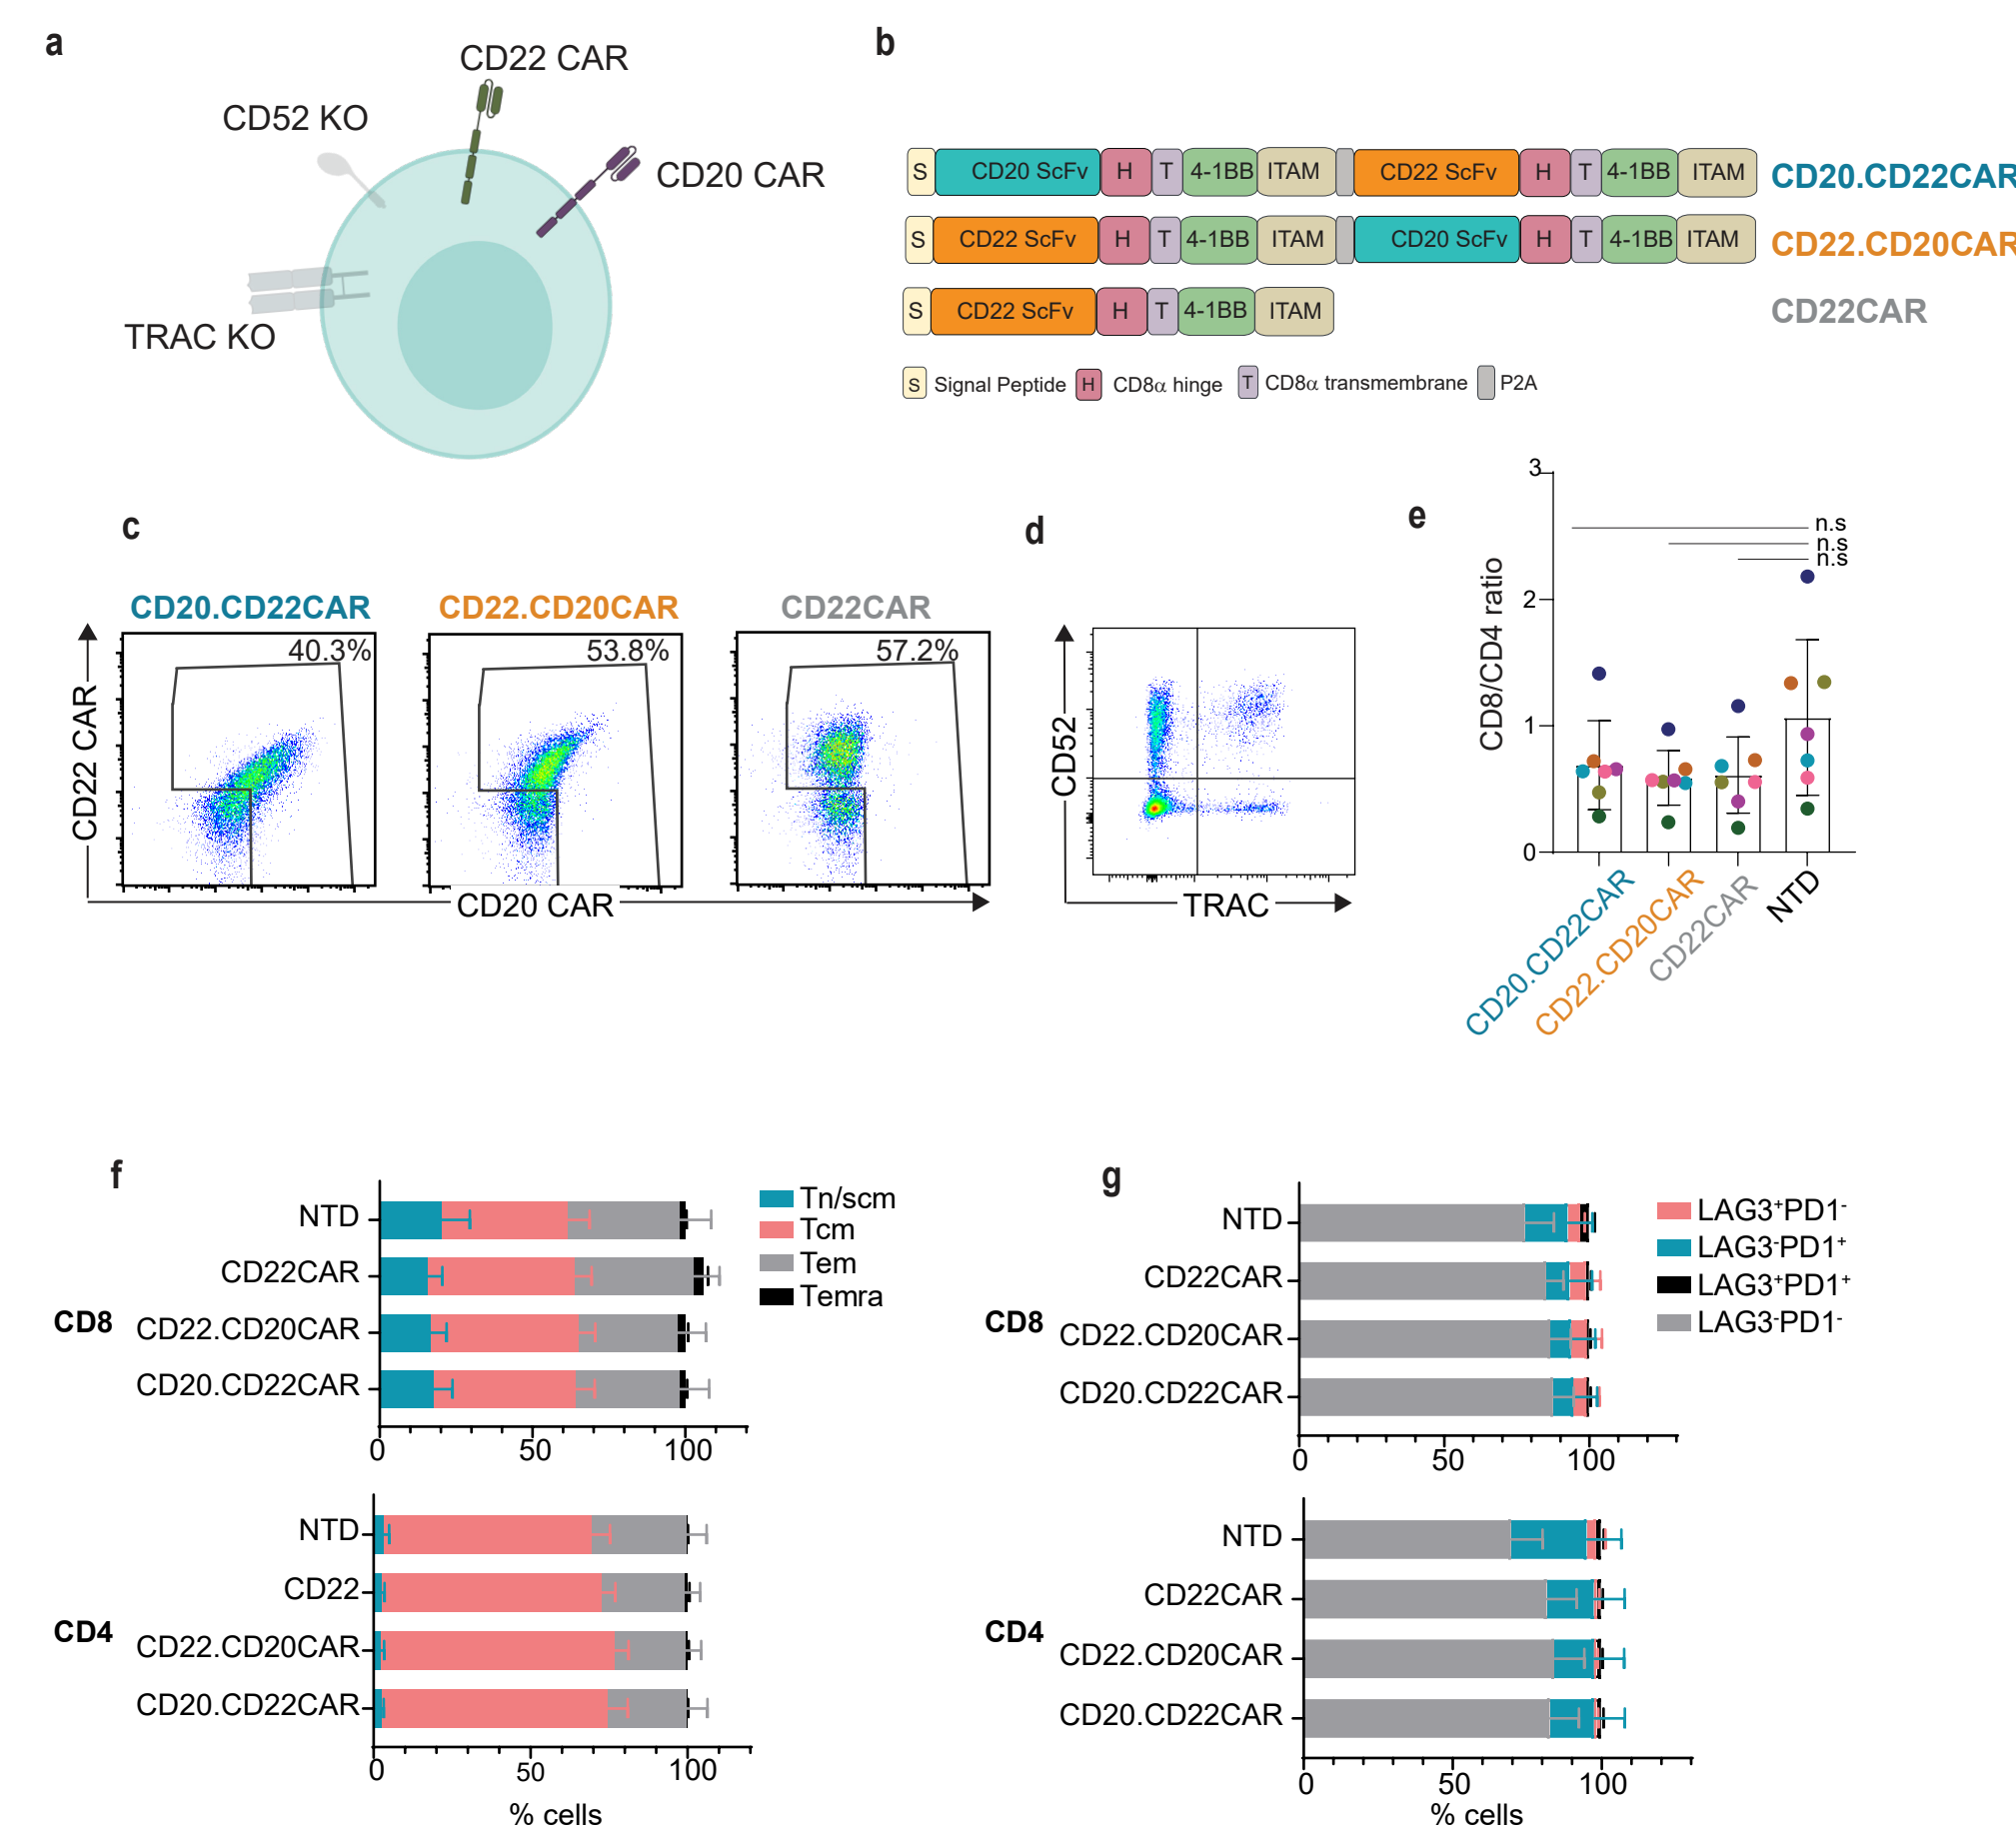 a
CD22 CAR
CD52 KO
CD20 CAR
TRAC KO
b
S CD20 ScFv H T 4-1BB ITAM CD22 ScFv H T 4-1BB ITAM CD20.CD22CAR
S CD22 ScFv H T 4-1BB ITAM CD20 ScFv H T 4-1BB ITAM CD22.CD20CAR
S CD22 ScFv H T 4-1BB ITAM CD22CAR
S Signal Peptide H CD8α hinge T CD8α transmembrane P2A
c
CD20.CD22CAR CD22.CD20CAR CD22CAR
40.3% 53.8% 57.2%
CD22 CAR
CD20 CAR
d
CD52
TRAC
e
3
2
1
0
CD8/CD4 ratio
n.s
n.s
n.s
CD20.CD22CAR
CD22.CD20CAR
CD22CAR
NTD
f
CD8
NTD
CD22CAR
CD22.CD20CAR
CD20.CD22CAR
0 50 100
Tn/scm
Tcm
Tem
Temra
CD4
NTD
CD22
CD22.CD20CAR
CD20.CD22CAR
0 50 100
% cells
g
CD8
NTD
CD22CAR
CD22.CD20CAR
CD20.CD22CAR
0 50 100
LAG3⁺PD1⁻
LAG3⁻PD1⁺
LAG3⁺PD1⁺
LAG3⁻PD1⁻
CD4
NTD
CD22CAR
CD22.CD20CAR
CD20.CD22CAR
0 50 100
% cells